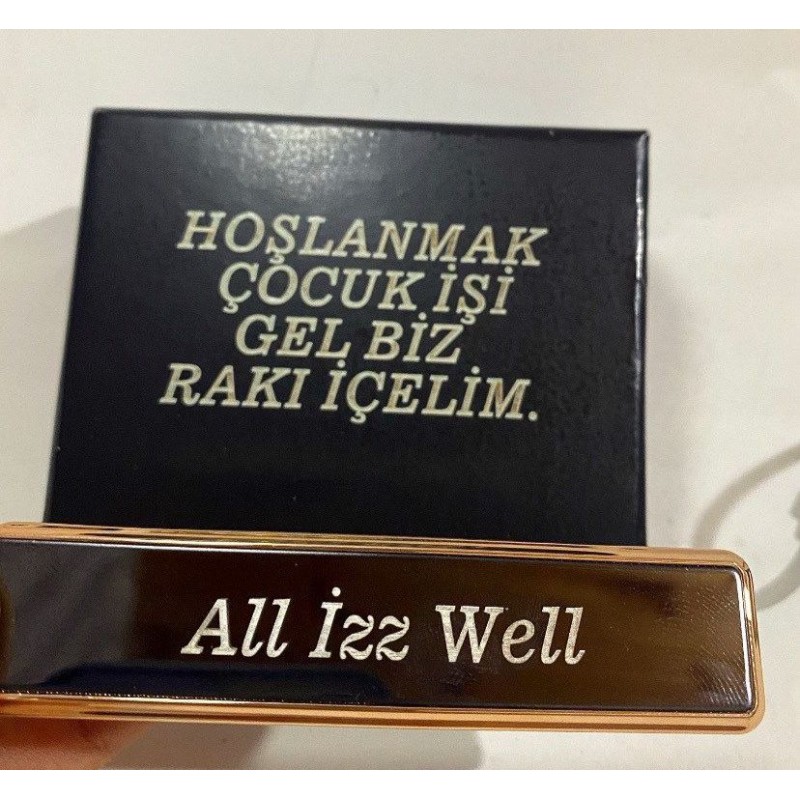 HOŞLANMAK
ÇOCUK İŞİ
GEL BİZ
RAKI İÇELİM.
All İzz Well